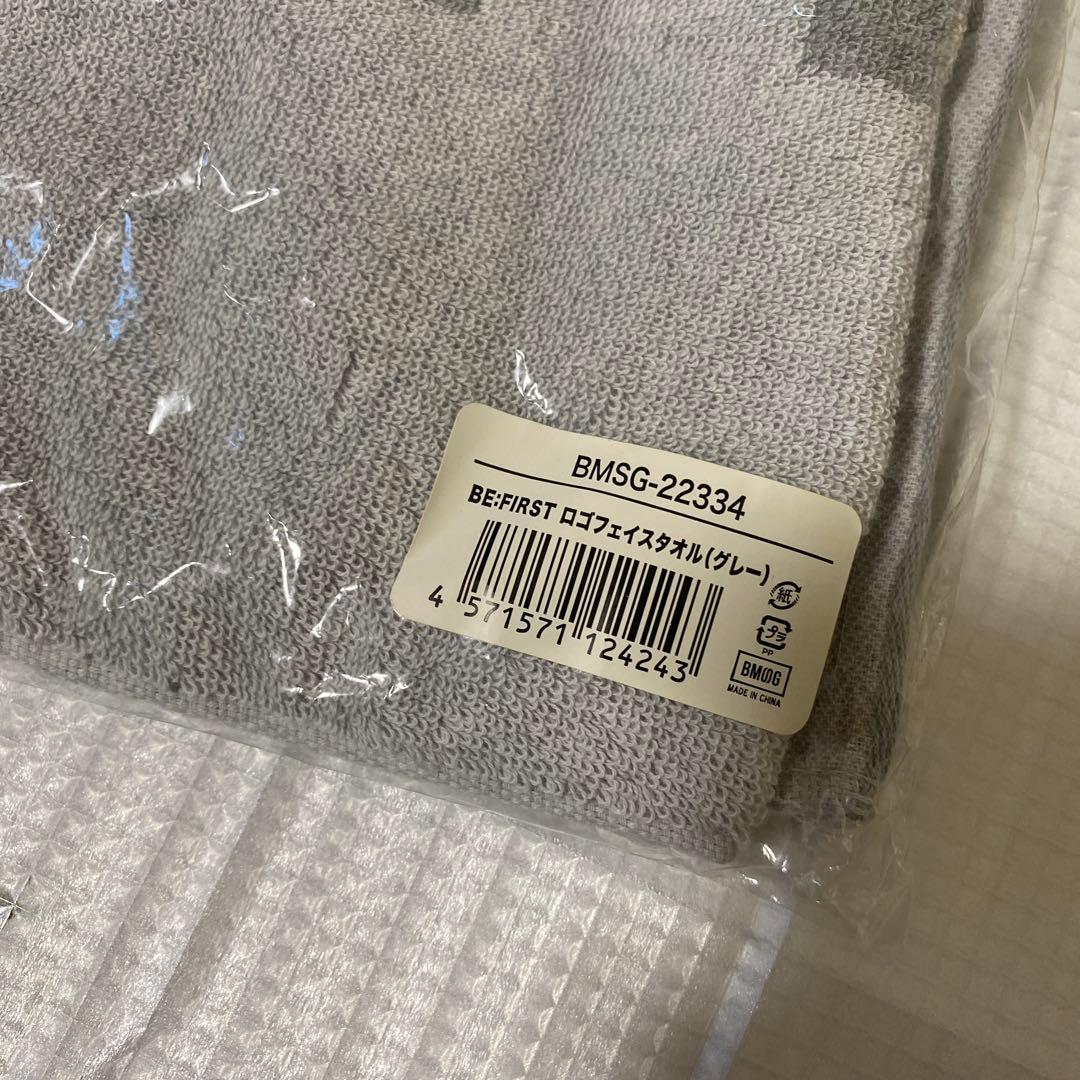 BMSG-22334
BE:FIRST ロゴフェイスタオル(グレー)
4 571571 124243
紙
プラ
PP
BMSG
MADE IN CHINA